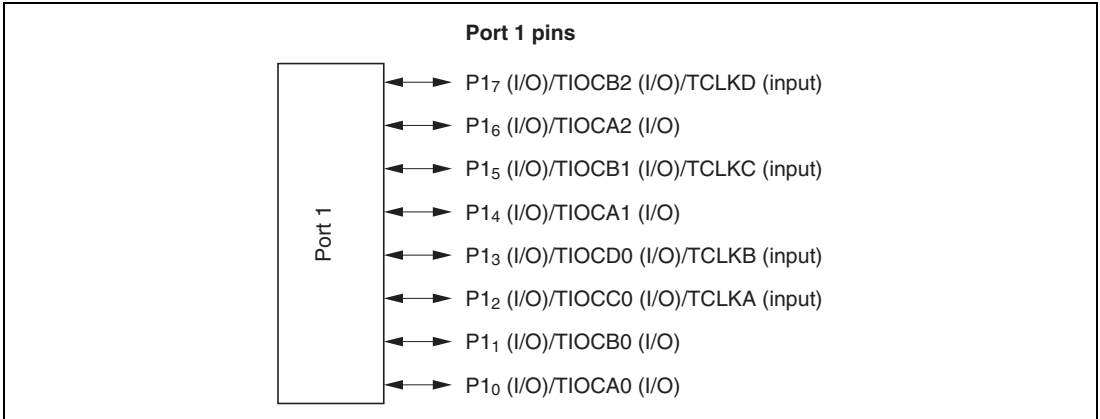 Port 1 pins
P17 (I/O)/TIOCB2 (I/O)/TCLKD (input)
P16 (I/O)/TIOCA2 (I/O)
P15 (I/O)/TIOCB1 (I/O)/TCLKC (input)
P14 (I/O)/TIOCA1 (I/O)
Port 1
P13 (I/O)/TIOCD0 (I/O)/TCLKB (input)
P12 (I/O)/TIOCC0 (I/O)/TCLKA (input)
P11 (I/O)/TIOCB0 (I/O)
P10 (I/O)/TIOCA0 (I/O)